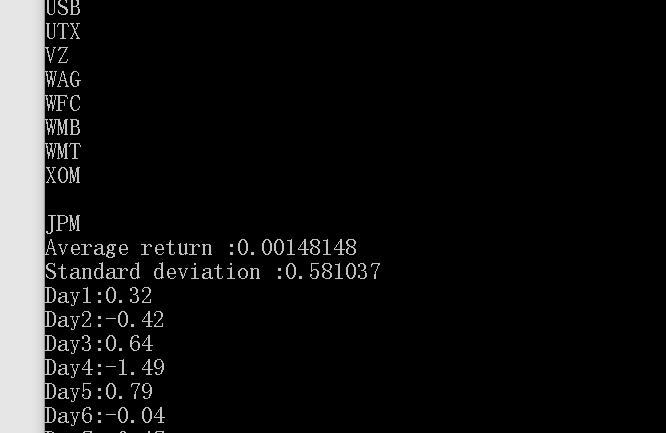 USB
UTX
VZ
WAG
WFC
WMB
WMT
XOM
JPM
Average return :0.00148148
Standard deviation :0.581037
Day1:0.32
Day2:-0.42
Day3:0.64
Day4:-1.49
Day5:0.79
Day6:-0.04